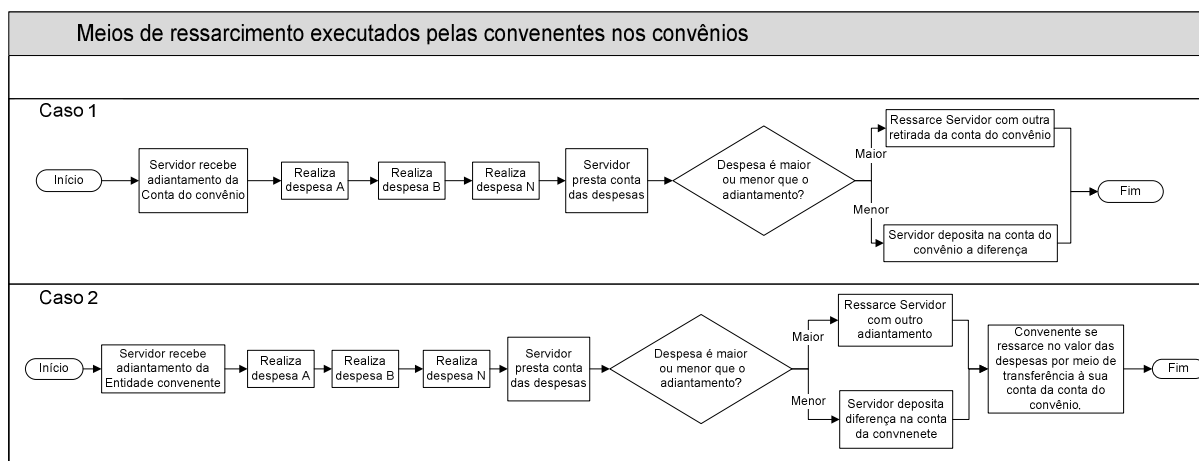 Meios de ressarcimento executados pelas convenentes nos convênios
Caso 1
Início
Servidor recebe
adiantamento da
Conta do convênio
Realiza
despesa A
Realiza
despesa B
Realiza
despesa N
Servidor
presta conta
das despesas
Despesa é maior
ou menor que o
adiantamento?
Maior
Ressarce Servidor com outra
retirada da conta do convênio
Menor
Servidor deposita na conta do
convênio a diferença
Fim
Caso 2
Início
Servidor recebe
adiantamento da
Entidade convenente
Realiza
despesa A
Realiza
despesa B
Realiza
despesa N
Servidor
presta conta
das despesas
Despesa é maior
ou menor que o
adiantamento?
Maior
Ressarce Servidor
com outro
adiantamento
Menor
Servidor deposita
diferença na conta
da convnenete
Convenente se
ressarce no valor das
despesas por meio de
transferência à sua
conta da conta do
convênio.
Fim